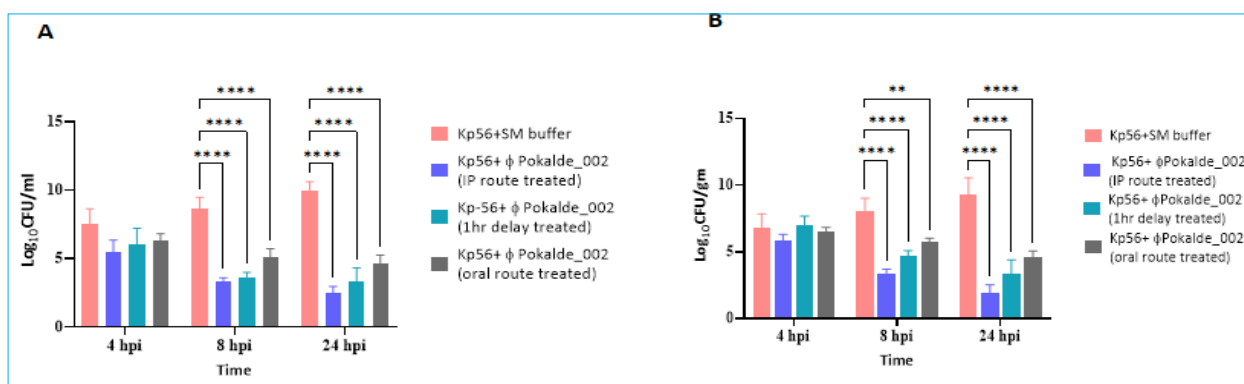 A
****
****
****
****
****
****
15
10
5
0
Log10CFU/ml
4 hpi
8 hpi
24 hpi
Time
Kp56+SM buffer
Kp56+ ϕ Pokalde_002
(IP route treated)
Kp-56+ ϕ Pokalde_002
(1hr delay treated)
Kp56+ ϕ Pokalde_002
(oral route treated)
B
**
****
****
****
****
****
15
10
5
0
Log10CFU/gm
4 hpi
8 hpi
24 hpi
Time
Kp56+SM buffer
Kp56+ ϕPokalde_002
(IP route treated)
Kp56+ ϕPokalde_002
(1hr delay treated)
Kp56+ ϕPokalde_002
(oral route treated)